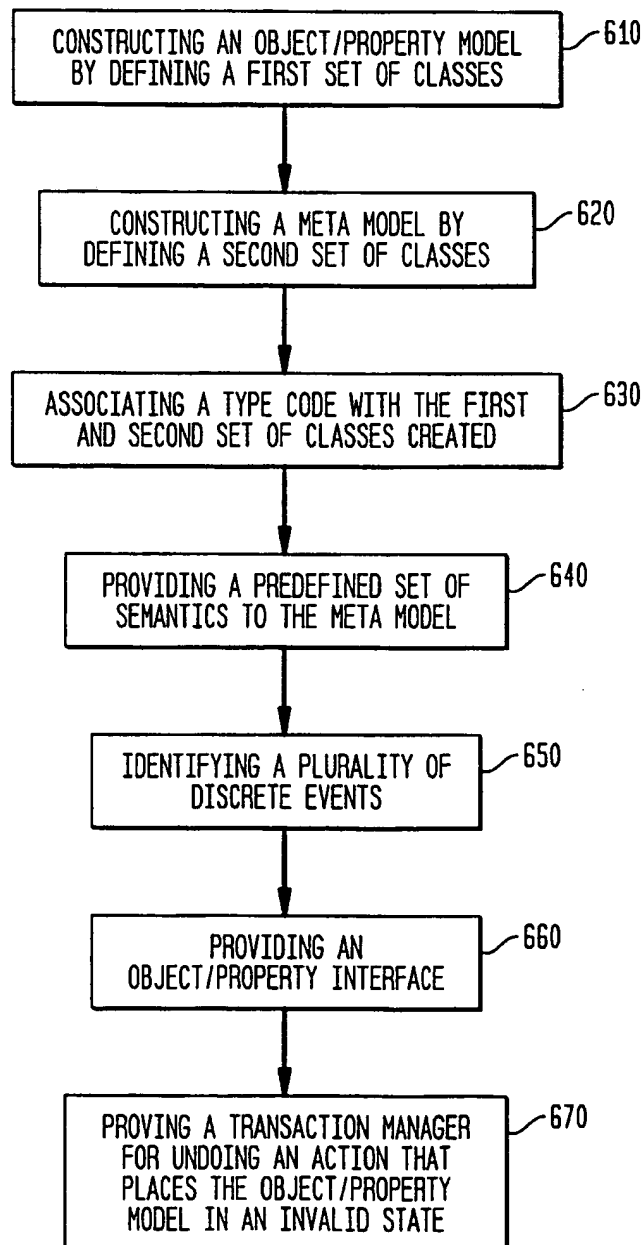 CONSTRUCTING AN OBJECT/PROPERTY MODEL
BY DEFINING A FIRST SET OF CLASSES
610
CONSTRUCTING A META MODEL BY
DEFINING A SECOND SET OF CLASSES
620
ASSOCIATING A TYPE CODE WITH THE FIRST
AND SECOND SET OF CLASSES CREATED
630
PROVIDING A PREDEFINED SET OF
SEMANTICS TO THE META MODEL
640
IDENTIFYING A PLURALITY OF
DISCRETE EVENTS
650
PROVIDING AN
OBJECT/PROPERTY INTERFACE
660
PROVING A TRANSACTION MANAGER
FOR UNDOING AN ACTION THAT
PLACES THE OBJECT/PROPERTY
MODEL IN AN INVALID STATE
670